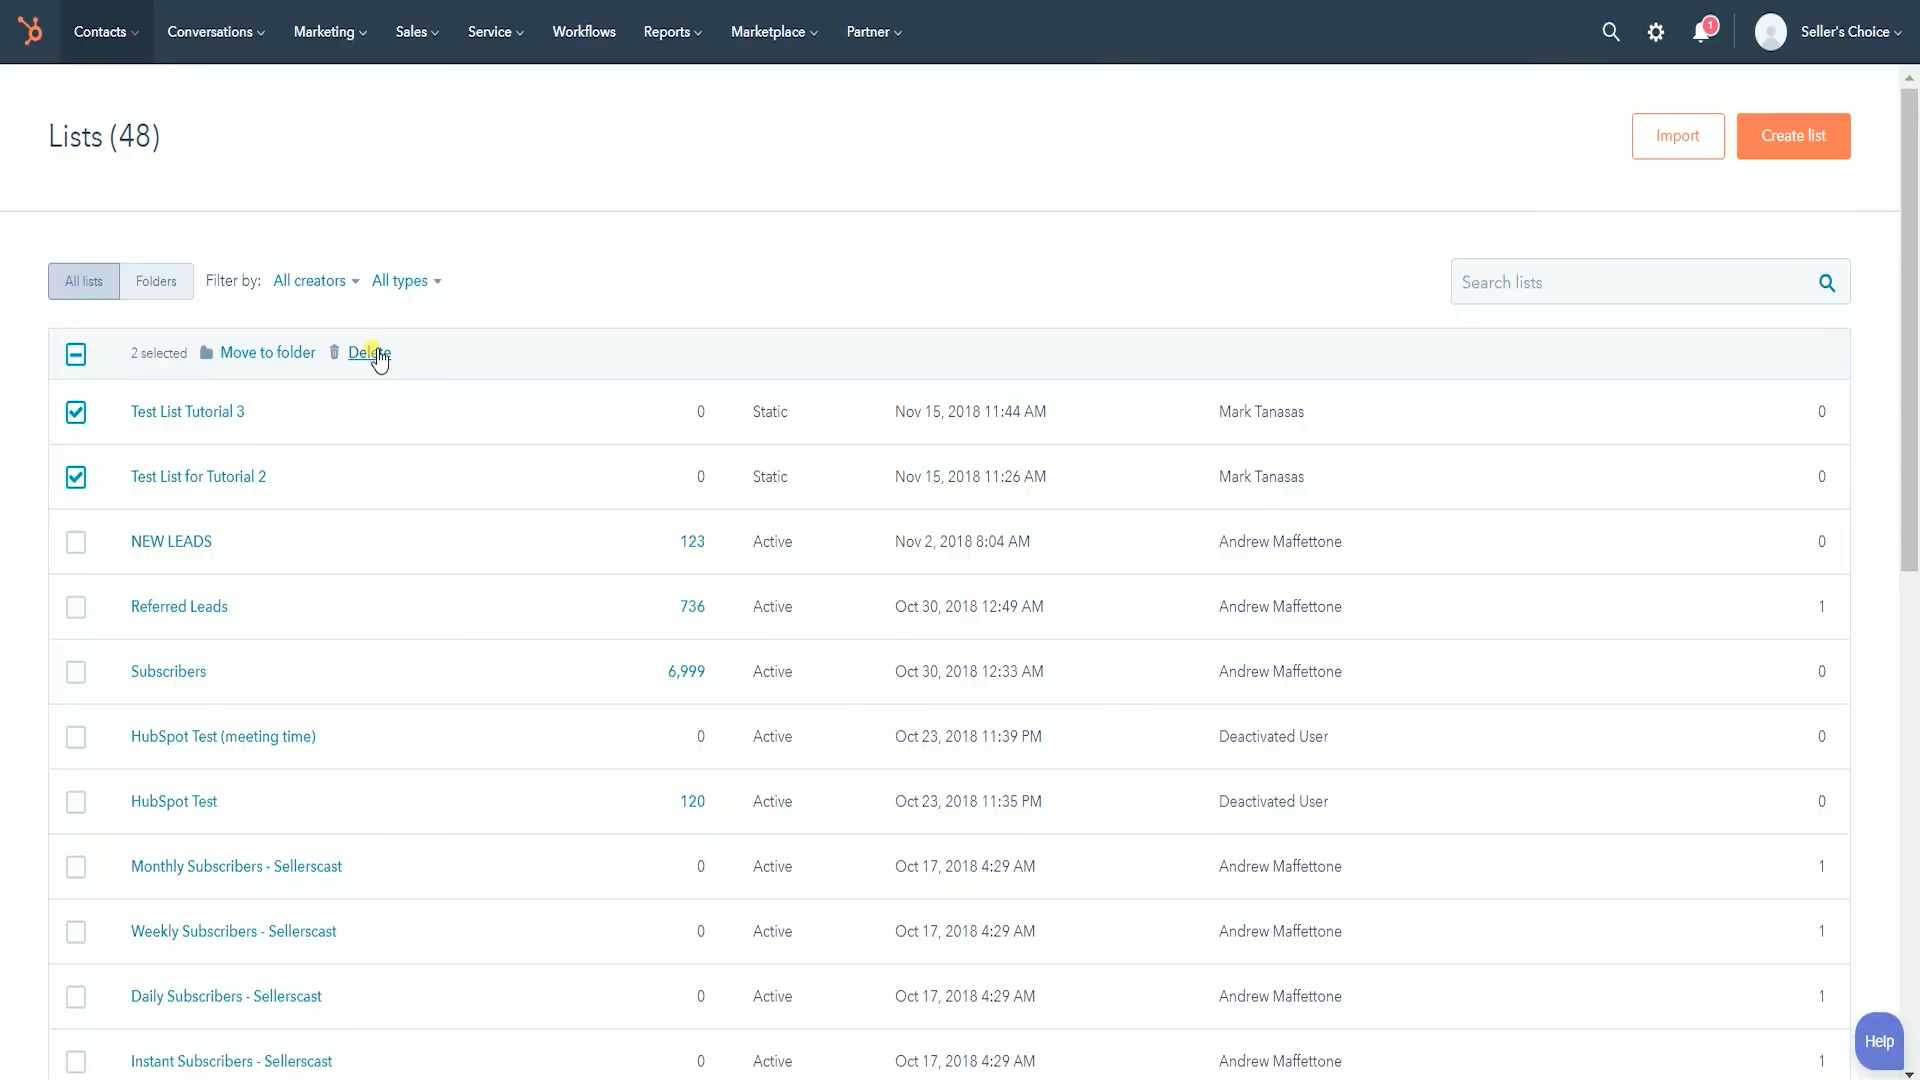 Contacts Conversations Marketing Sales Service Workflows Reports Marketplace Partner 1 Seller's Choice
Lists (48)
Import Create list
All lists Folders Filter by: All creators All types Search lists
2 selected Move to folder Delete
Test List Tutorial 3 0 Static Nov 15, 2018 11:44 AM Mark Tanasas 0
Test List for Tutorial 2 0 Static Nov 15, 2018 11:26 AM Mark Tanasas 0
NEW LEADS 123 Active Nov 2, 2018 8:04 AM Andrew Maffettone 0
Referred Leads 736 Active Oct 30, 2018 12:49 AM Andrew Maffettone 1
Subscribers 6,999 Active Oct 30, 2018 12:33 AM Andrew Maffettone 0
HubSpot Test (meeting time) 0 Active Oct 23, 2018 11:39 PM Deactivated User 0
HubSpot Test 120 Active Oct 23, 2018 11:35 PM Deactivated User 0
Monthly Subscribers - Sellerscast 0 Active Oct 17, 2018 4:29 AM Andrew Maffettone 1
Weekly Subscribers - Sellerscast 0 Active Oct 17, 2018 4:29 AM Andrew Maffettone 1
Daily Subscribers - Sellerscast 0 Active Oct 17, 2018 4:29 AM Andrew Maffettone 1
Instant Subscribers - Sellerscast 0 Active Oct 17, 2018 4:29 AM Andrew Maffettone 1
Help